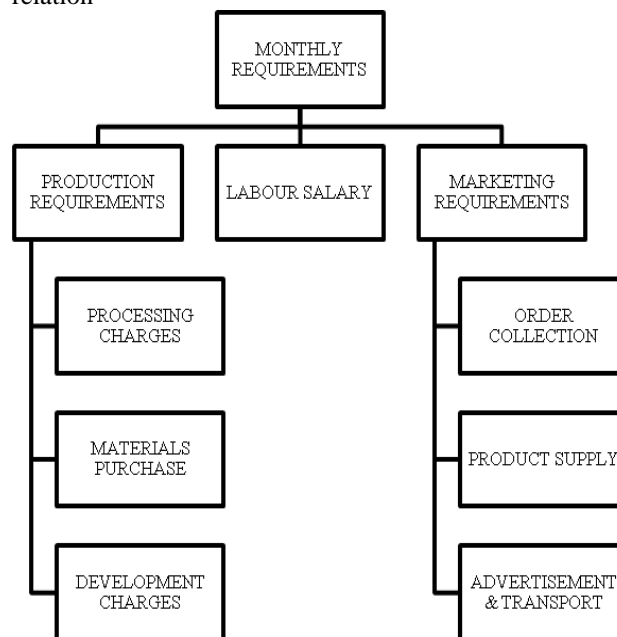 relation
MONTHLY
REQUIREMENTS
PRODUCTION
REQUIREMENTS
LABOUR SALARY
MARKETING
REQUIREMENTS
PROCESSING
CHARGES
ORDER
COLLECTION
MATERIALS
PURCHASE
PRODUCT SUPPLY
DEVELOPMENT
CHARGES
ADVERTISEMENT
& TRANSPORT